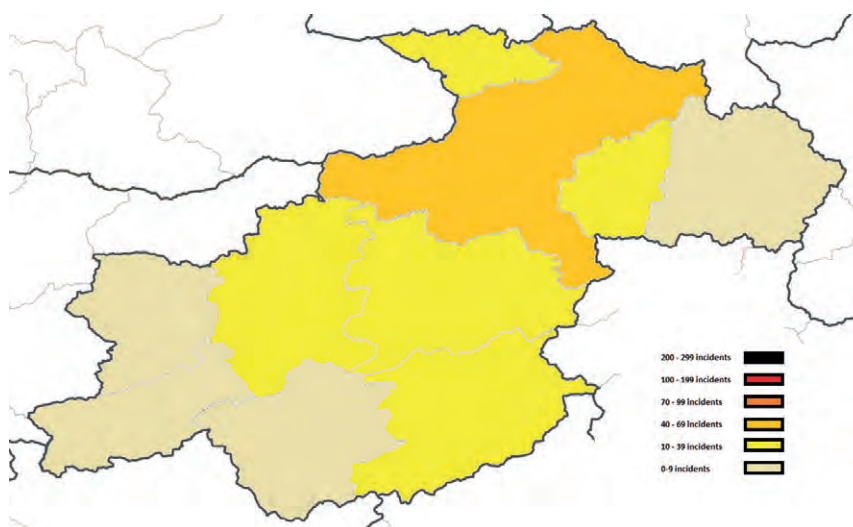 200 - 299 incidents
100 - 199 incidents
70 - 99 incidents
40 - 69 incidents
10 - 39 incidents
0-9 incidents